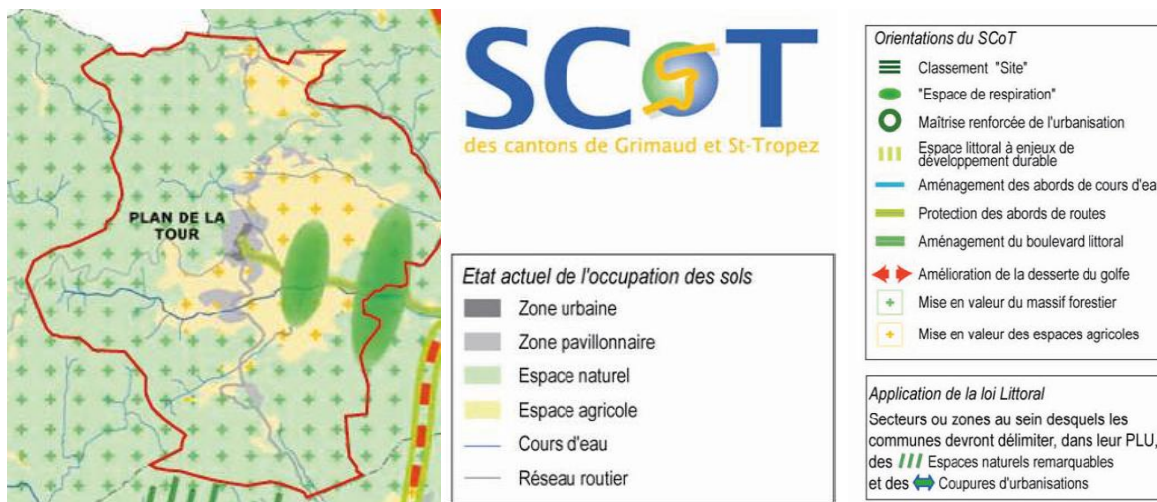 PLAN DE LA
TOUR
SCOT
des cantons de Grimaud et St-Tropez
Etat actuel de l'occupation des sols
Zone urbaine
Zone pavillonnaire
Espace naturel
Espace agricole
Cours d'eau
Réseau routier
Orientations du SCoT
Classement "Site"
"Espace de respiration"
Maîtrise renforcée de l'urbanisation
Espace littoral à enjeux de
développement durable
Aménagement des abords de cours d'ea
Protection des abords de routes
Aménagement du boulevard littoral
Amélioration de la desserte du golfe
Mise en valeur du massif forestier
Mise en valeur des espaces agricoles
Application de la loi Littoral
Secteurs ou zones au sein desquels les
communes devront délimiter, dans leur PLU,
des Espaces naturels remarquables
et des Coupures d'urbanisations